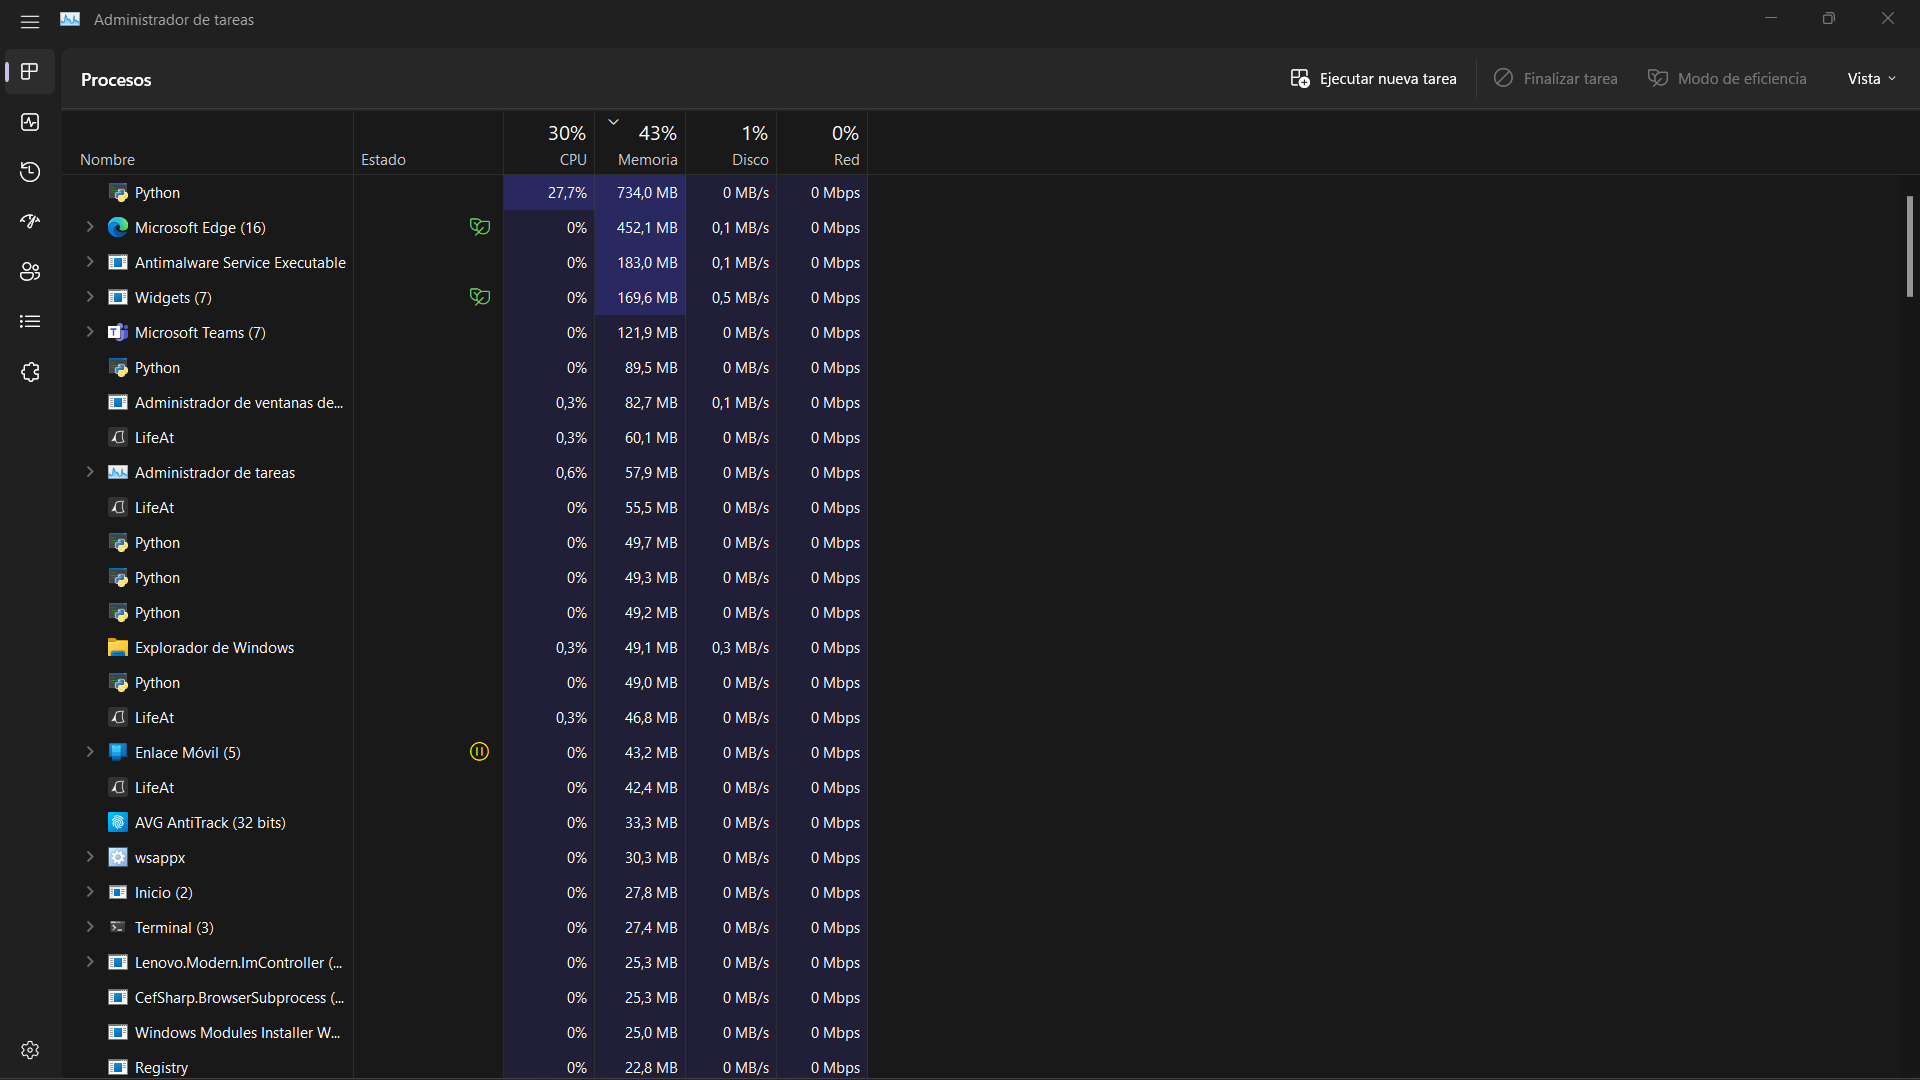 Administrador de tareas
Procesos
Ejecutar nueva tarea
Finalizar tarea
Modo de eficiencia
Vista
30% 43% 1% 0%
Nombre Estado CPU Memoria Disco Red
Python 27,7% 734,0 MB 0 MB/s 0 Mbps
Microsoft Edge (16) 0% 452,1 MB 0,1 MB/s 0 Mbps
Antimalware Service Executable 0% 183,0 MB 0,1 MB/s 0 Mbps
Widgets (7) 0% 169,6 MB 0,5 MB/s 0 Mbps
Microsoft Teams (7) 0% 121,9 MB 0 MB/s 0 Mbps
Python 0% 89,5 MB 0 MB/s 0 Mbps
Administrador de ventanas de... 0,3% 82,7 MB 0,1 MB/s 0 Mbps
LifeAt 0,3% 60,1 MB 0 MB/s 0 Mbps
Administrador de tareas 0,6% 57,9 MB 0 MB/s 0 Mbps
LifeAt 0% 55,5 MB 0 MB/s 0 Mbps
Python 0% 49,7 MB 0 MB/s 0 Mbps
Python 0% 49,3 MB 0 MB/s 0 Mbps
Python 0% 49,2 MB 0 MB/s 0 Mbps
Explorador de Windows 0,3% 49,1 MB 0,3 MB/s 0 Mbps
Python 0% 49,0 MB 0 MB/s 0 Mbps
LifeAt 0,3% 46,8 MB 0 MB/s 0 Mbps
Enlace Móvil (5) 0% 43,2 MB 0 MB/s 0 Mbps
LifeAt 0% 42,4 MB 0 MB/s 0 Mbps
AVG AntiTrack (32 bits) 0% 33,3 MB 0 MB/s 0 Mbps
wsappx 0% 30,3 MB 0 MB/s 0 Mbps
Inicio (2) 0% 27,8 MB 0 MB/s 0 Mbps
Terminal (3) 0% 27,4 MB 0 MB/s 0 Mbps
Lenovo.Modern.ImController (... 0% 25,3 MB 0 MB/s 0 Mbps
CefSharp.BrowserSubprocess (... 0% 25,3 MB 0 MB/s 0 Mbps
Windows Modules Installer W... 0% 25,0 MB 0 MB/s 0 Mbps
Registry 0% 22,8 MB 0 MB/s 0 Mbps